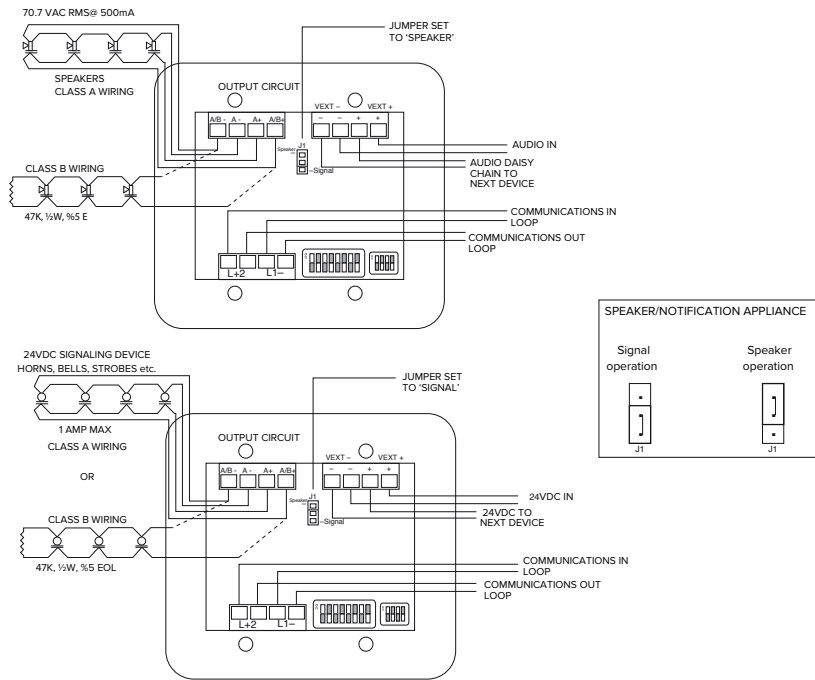 70.7 VAC RMS@ 500mA
JUMPER SET
TO ‘SPEAKER’
SPEAKERS
CLASS A WIRING
OUTPUT CIRCUIT
VEXT –
VEXT +
A/B - A - A+ A/B+
– – + +
J1
Speaker–
–Signal
AUDIO IN
AUDIO DAISY
CHAIN TO
NEXT DEVICE
CLASS B WIRING
47K, ½W, %5 E
COMMUNICATIONS IN
LOOP
COMMUNICATIONS OUT
LOOP
L+2 L1–
SPEAKER/NOTIFICATION APPLIANCE
Signal
operation
Speaker
operation
J1
J1
24VDC SIGNALING DEVICE
HORNS, BELLS, STROBES etc.
JUMPER SET
TO ‘SIGNAL’
1 AMP MAX
CLASS A WIRING
OR
OUTPUT CIRCUIT
VEXT –
VEXT +
A/B - A - A+ A/B+
– – + +
J1
Speaker–
–Signal
24VDC IN
24VDC TO
NEXT DEVICE
CLASS B WIRING
47K, ½W, %5 EOL
COMMUNICATIONS IN
LOOP
COMMUNICATIONS OUT
LOOP
L+2 L1–